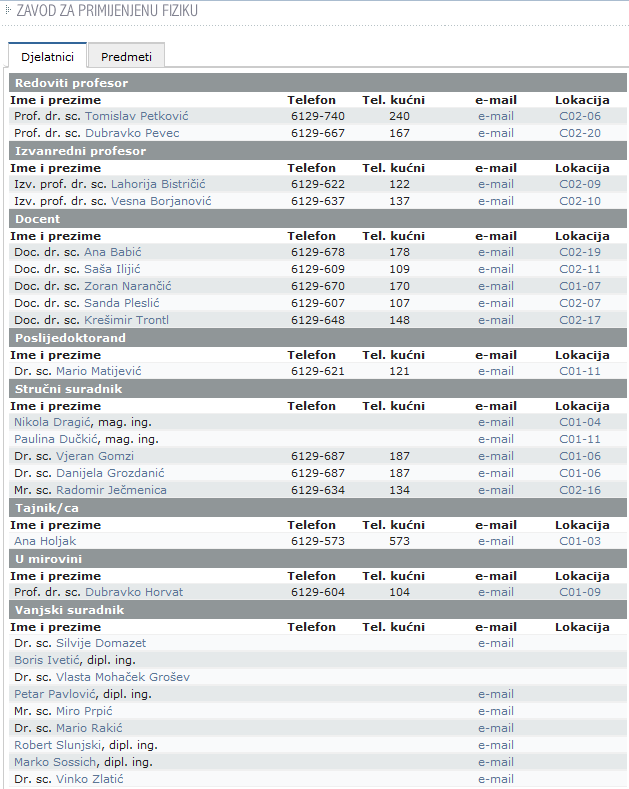 ZAVOD ZA PRIMIJENJENU FIZIKU
Djelatnici Predmeti
Redoviti profesor
Ime i prezime Telefon Tel. kućni e-mail Lokacija
Prof. dr. sc. Tomislav Petković 6129-740 240 e-mail C02-06
Prof. dr. sc. Dubravko Pevec 6129-667 167 e-mail C02-20
Izvanredni profesor
Ime i prezime Telefon Tel. kućni e-mail Lokacija
Izv. prof. dr. sc. Lahorija Bistričić 6129-622 122 e-mail C02-09
Izv. prof. dr. sc. Vesna Borjanović 6129-637 137 e-mail C02-10
Docent
Ime i prezime Telefon Tel. kućni e-mail Lokacija
Doc. dr. sc. Ana Babić 6129-678 178 e-mail C02-19
Doc. dr. sc. Saša Ilijić 6129-609 109 e-mail C02-11
Doc. dr. sc. Zoran Narančić 6129-670 170 e-mail C01-07
Doc. dr. sc. Sanda Pleslić 6129-607 107 e-mail C02-07
Doc. dr. sc. Krešimir Trontl 6129-648 148 e-mail C02-17
Poslijedoktorand
Ime i prezime Telefon Tel. kućni e-mail Lokacija
Dr. sc. Mario Matijević 6129-621 121 e-mail C01-11
Stručni suradnik
Ime i prezime Telefon Tel. kućni e-mail Lokacija
Nikola Dragić, mag. ing. e-mail C01-04
Paulina Dučkić, mag. ing. e-mail C01-11
Dr. sc. Vjeran Gomzi 6129-687 187 e-mail C01-06
Dr. sc. Danijela Grozdanić 6129-687 187 e-mail C01-06
Mr. sc. Radomir Ječmenica 6129-634 134 e-mail C02-16
Tajnik/ca
Ime i prezime Telefon Tel. kućni e-mail Lokacija
Ana Holjak 6129-573 573 e-mail C01-03
U mirovini
Ime i prezime Telefon Tel. kućni e-mail Lokacija
Prof. dr. sc. Dubravko Horvat 6129-604 104 e-mail C01-09
Vanjski suradnik
Ime i prezime Telefon Tel. kućni e-mail Lokacija
Dr. sc. Silvije Domazet e-mail
Boris Ivetić, dipl. ing.
Dr. sc. Vlasta Mohaček Grošev
Petar Pavlović, dipl. ing. e-mail
Mr. sc. Miro Prpić e-mail
Dr. sc. Mario Rakić e-mail
Robert Slunjski, dipl. ing. e-mail
Marko Sossich, dipl. ing. e-mail
Dr. sc. Vinko Zlatić e-mail